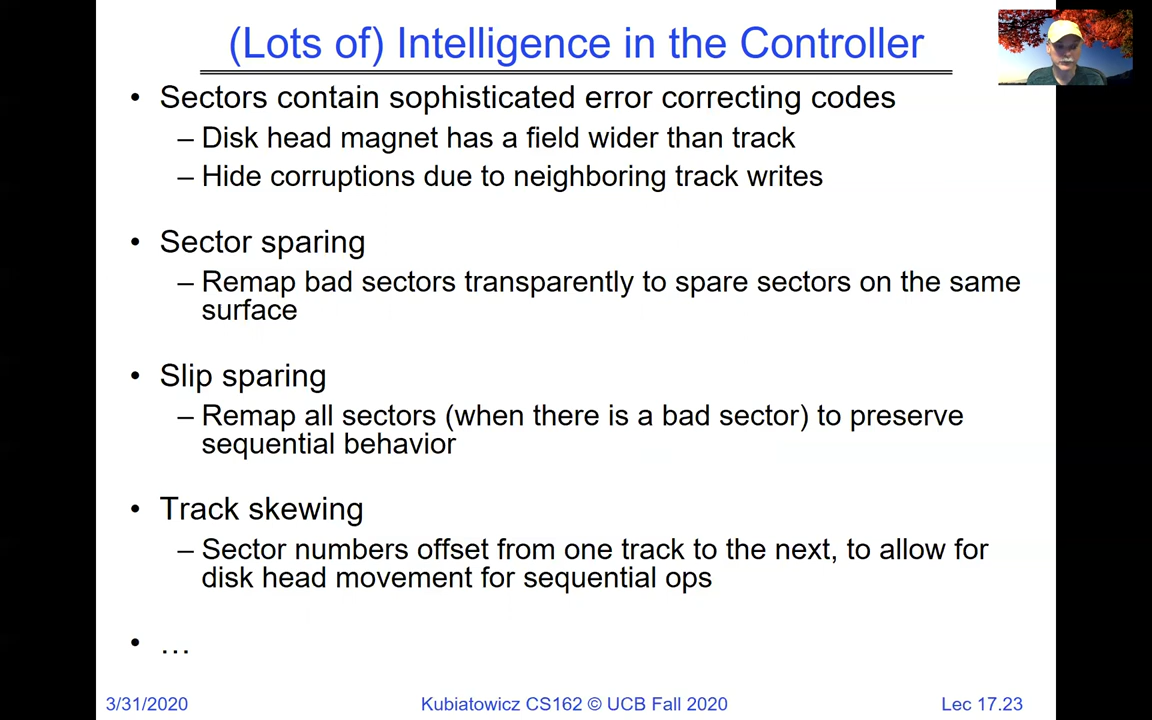 (Lots of) Intelligence in the Controller
• Sectors contain sophisticated error correcting codes
– Disk head magnet has a field wider than track
– Hide corruptions due to neighboring track writes
• Sector sparing
– Remap bad sectors transparently to spare sectors on the same
surface
• Slip sparing
– Remap all sectors (when there is a bad sector) to preserve
sequential behavior
• Track skewing
– Sector numbers offset from one track to the next, to allow for
disk head movement for sequential ops
• …
3/31/2020
Kubiatowicz CS162 © UCB Fall 2020
Lec 17.23